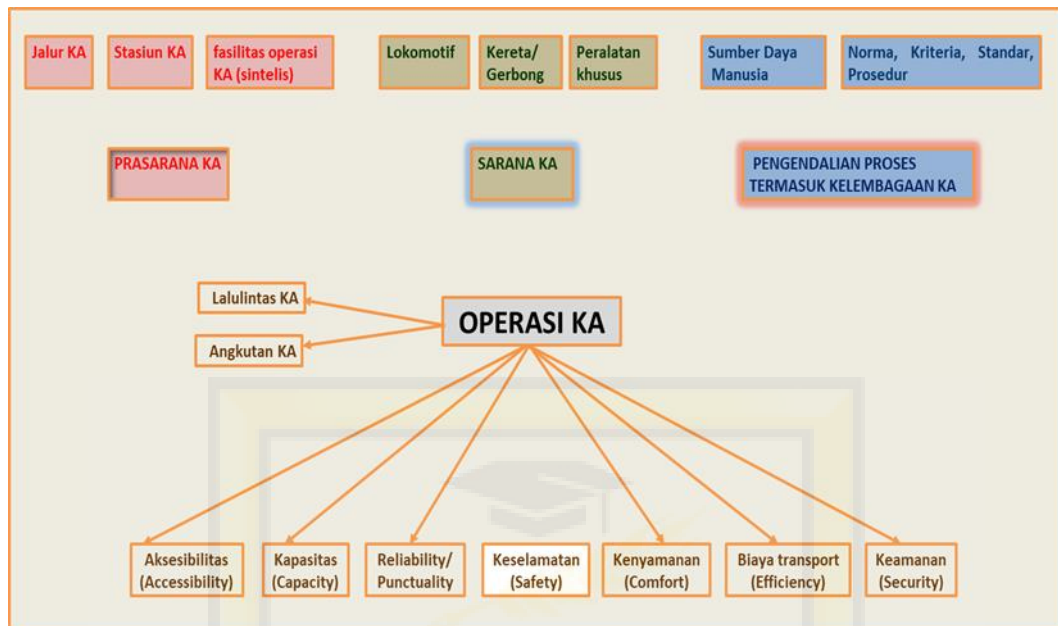 Jalur KA
Stasiun KA
fasilitas operasi
KA (sintelis)
Lokomotif
Kereta/
Gerbong
Peralatan
khusus
Sumber Daya
Manusia
Norma, Kriteria, Standar,
Prosedur
PRASARANA KA
SARANA KA
PENGENDALIAN PROSES
TERMASUK KELEMBAGAAN KA
Lalulintas KA
Angkutan KA
OPERASI KA
Aksesibilitas
(Accessibility)
Kapasitas
(Capacity)
Reliability/
Punctuality
Keselamatan
(Safety)
Kenyamanan
(Comfort)
Biaya transport
(Efficiency)
Keamanan
(Security)